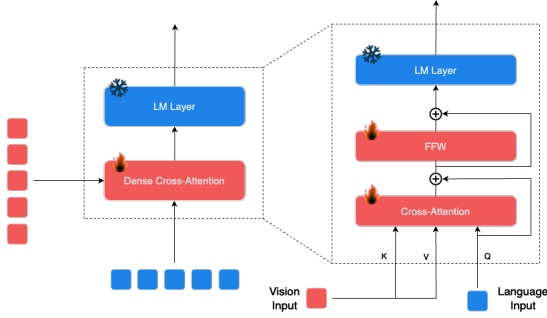 LM Layer
Dense Cross-Attention
LM Layer
FFW
Cross-Attention
K
V
Q
Vision
Input
Language
Input